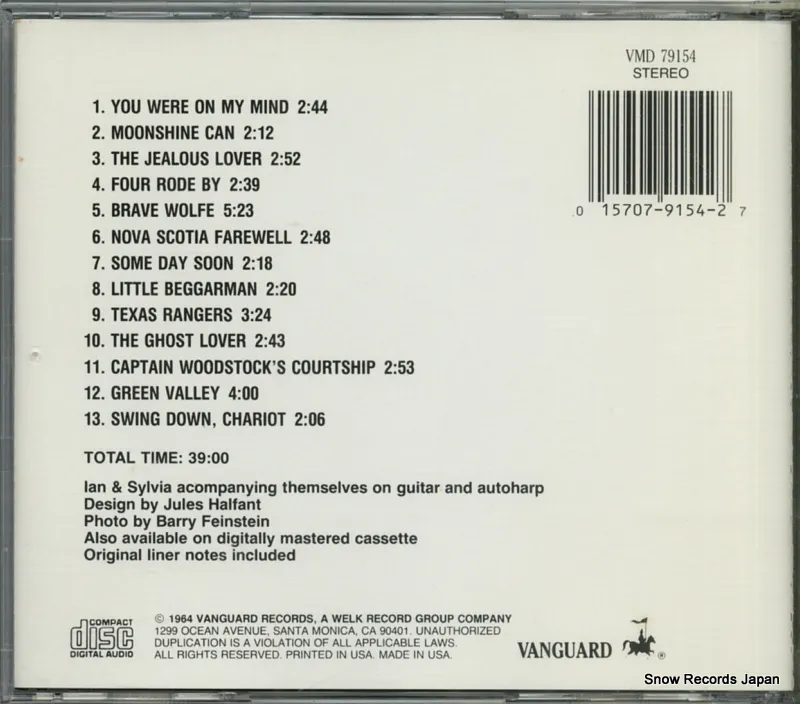 VMD 79154
STEREO
0 15707-9154-2 7
1. YOU WERE ON MY MIND 2:44
2. MOONSHINE CAN 2:12
3. THE JEALOUS LOVER 2:52
4. FOUR RODE BY 2:39
5. BRAVE WOLFE 5:23
6. NOVA SCOTIA FAREWELL 2:48
7. SOME DAY SOON 2:18
8. LITTLE BEGGARMAN 2:20
9. TEXAS RANGERS 3:24
10. THE GHOST LOVER 2:43
11. CAPTAIN WOODSTOCK'S COURTSHIP 2:53
12. GREEN VALLEY 4:00
13. SWING DOWN, CHARIOT 2:06
TOTAL TIME: 39:00
Ian & Sylvia acompanying themselves on guitar and autoharp
Design by Jules Halfant
Photo by Barry Feinstein
Also available on digitally mastered cassette
Original liner notes included
COMPACT
disc
DIGITAL AUDIO
© 1964 VANGUARD RECORDS, A WELK RECORD GROUP COMPANY
1299 OCEAN AVENUE, SANTA MONICA, CA 90401. UNAUTHORIZED
DUPLICATION IS A VIOLATION OF ALL APPLICABLE LAWS.
ALL RIGHTS RESERVED. PRINTED IN USA. MADE IN USA.
VANGUARD ®
Snow Records Japan